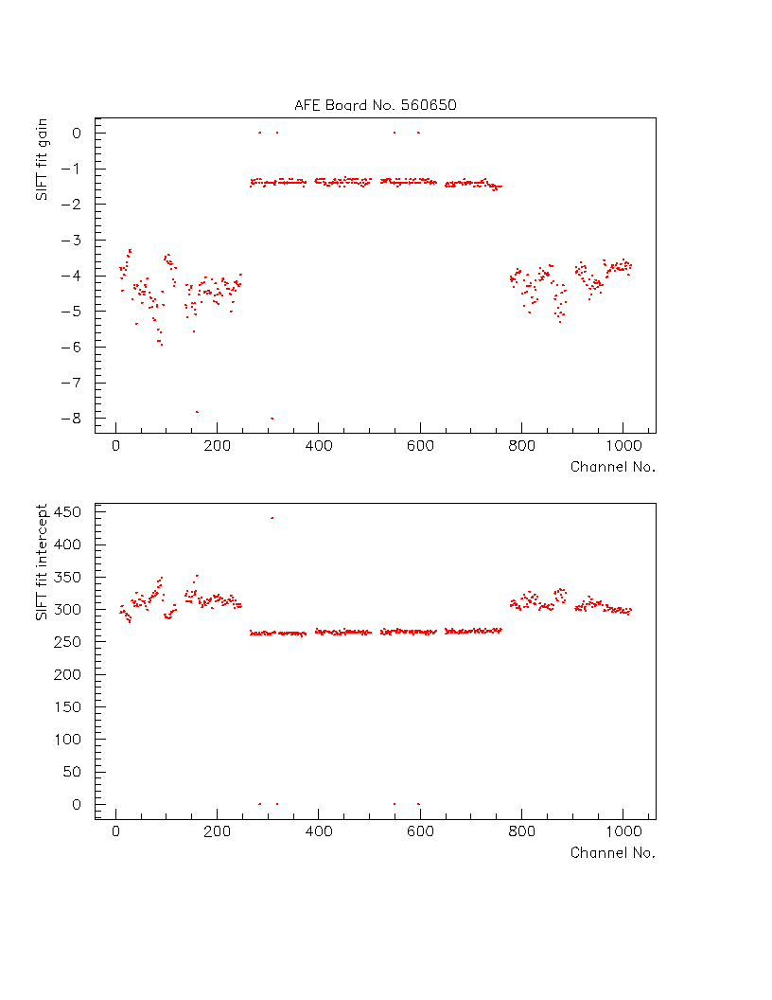 AFE Board No. 560650
SIFT fit gain
0
−1
−2
−3
−4
−5
−6
−7
−8
0 200 400 600 800 1000
Channel No.
SIFT fit intercept
450
400
350
300
250
200
150
100
50
0
0 200 400 600 800 1000
Channel No.